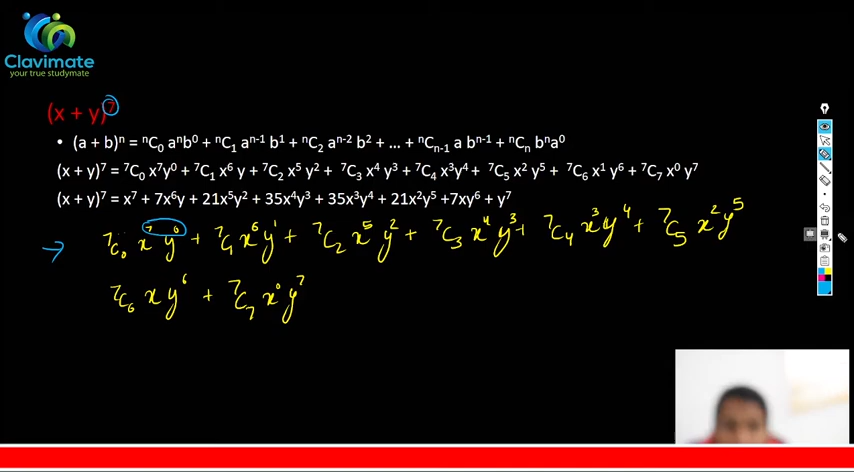 Clavimate
your true studymate
(x + y)⁷
• (a + b)ⁿ = ⁿC₀ aⁿb⁰ + ⁿC₁ aⁿ⁻¹ b¹ + ⁿC₂ aⁿ⁻² b² + ... + ⁿCₙ₋₁ a bⁿ⁻¹ + ⁿCₙ bⁿa⁰
(x + y)⁷ = ⁷C₀ x⁷y⁰ + ⁷C₁ x⁶ y + ⁷C₂ x⁵ y² + ⁷C₃ x⁴ y³ + ⁷C₄ x³y⁴ + ⁷C₅ x² y⁵ + ⁷C₆ x¹ y⁶ + ⁷C₇ x⁰ y⁷
(x + y)⁷ = x⁷ + 7x⁶y + 21x⁵y² + 35x⁴y³ + 35x³y⁴ + 21x²y⁵ +7xy⁶ + y⁷
→ ⁷C₀ x⁷ y⁰ + ⁷C₁ x⁶ y¹ + ⁷C₂ x⁵ y² + ⁷C₃ x⁴ y³ + ⁷C₄ x³ y⁴ + ⁷C₅ x² y⁵
⁷C₆ x y⁶ + ⁷C₇ x⁰ y⁷